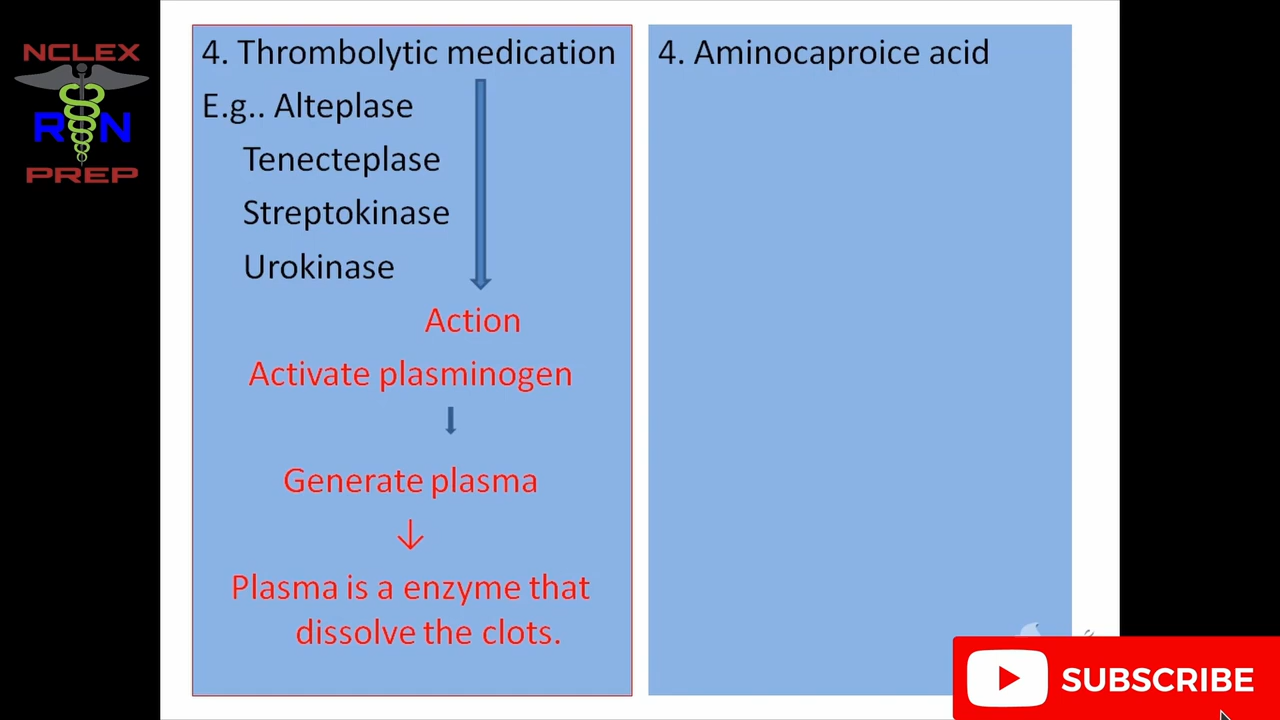 NCLEX
RN
PREP
4. Thrombolytic medication
E.g.. Alteplase
Tenecteplase
Streptokinase
Urokinase
Action
Activate plasminogen
Generate plasma
↓
Plasma is a enzyme that
dissolve the clots.
4. Aminocaproice acid
SUBSCRIBE